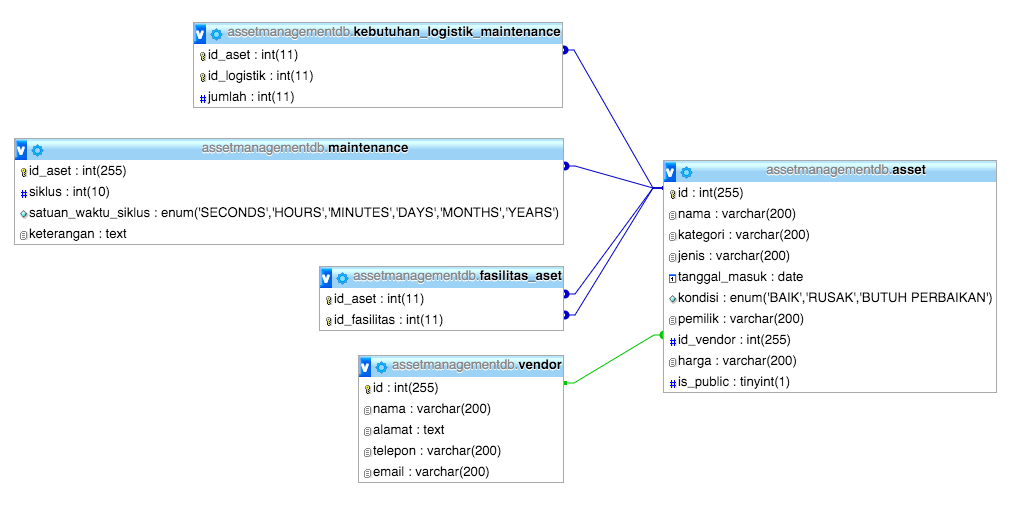 assetmanagementdb.kebutuhan_logistik_maintenance
id_aset : int(11)
id_logistik : int(11)
#jumlah : int(11)
assetmanagementdb.maintenance
id_aset : int(255)
#siklus : int(10)
satuan_waktu_siklus : enum('SECONDS','HOURS','MINUTES','DAYS','MONTHS','YEARS')
keterangan : text
assetmanagementdb.fasilitas_aset
id_aset : int(11)
id_fasilitas : int(11)
assetmanagementdb.vendor
id : int(255)
nama : varchar(200)
alamat : text
telepon : varchar(200)
email : varchar(200)
assetmanagementdb.asset
id : int(255)
nama : varchar(200)
kategori : varchar(200)
jenis : varchar(200)
tanggal_masuk : date
kondisi : enum('BAIK','RUSAK','BUTUH PERBAIKAN')
pemilik : varchar(200)
#id_vendor : int(255)
harga : varchar(200)
#is_public : tinyint(1)